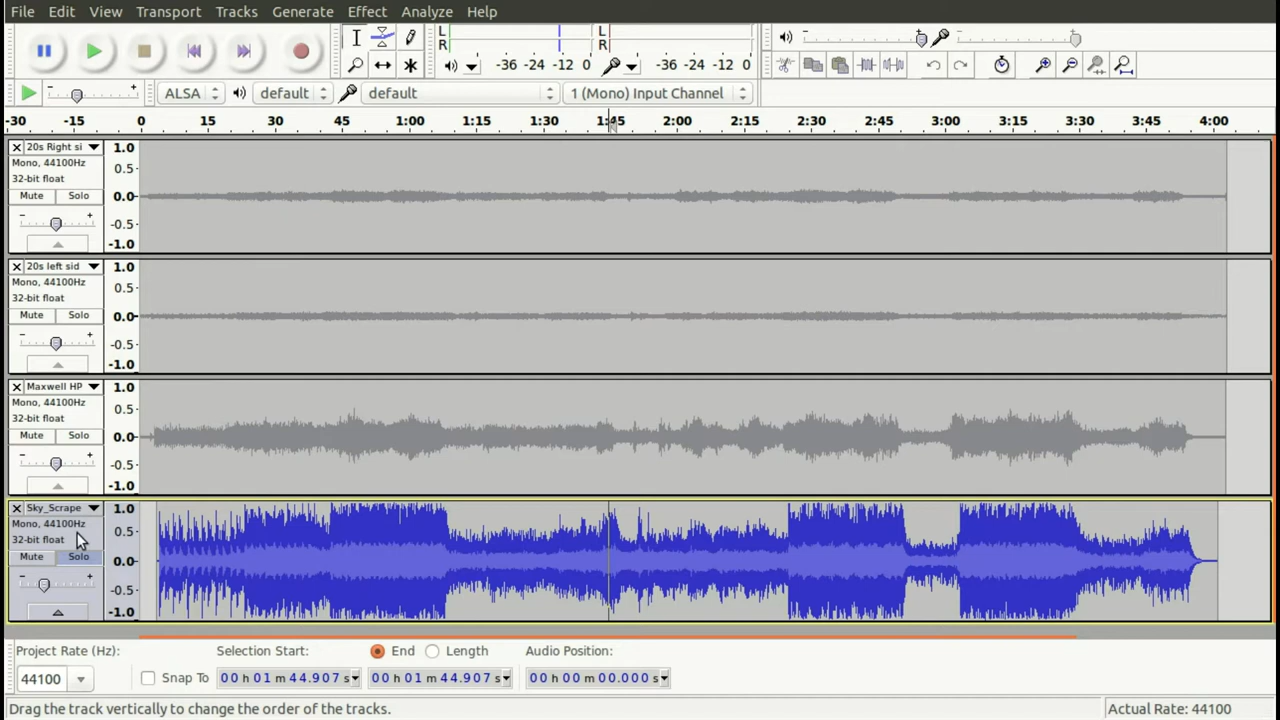 File Edit View Transport Tracks Generate Effect Analyze Help
L
R
-36 -24 -12 0
L
R
-36 -24 -12 0
- +
ALSA default default 1 (Mono) Input Channel
-30 -15 0 15 30 45 1:00 1:15 1:30 1:45 2:00 2:15 2:30 2:45 3:00 3:15 3:30 3:45 4:00
20s Right si
Mono, 44100Hz
32-bit float
Mute Solo
- +
1.0
0.5
0.0
-0.5
-1.0
20s left sid
Mono, 44100Hz
32-bit float
Mute Solo
- +
1.0
0.5
0.0
-0.5
-1.0
Maxwell HP
Mono, 44100Hz
32-bit float
Mute Solo
- +
1.0
0.5
0.0
-0.5
-1.0
Sky_Scrape
Mono, 44100Hz
32-bit float
Mute Solo
- +
1.0
0.5
0.0
-0.5
-1.0
Project Rate (Hz): Selection Start: End Length Audio Position:
44100 Snap To 00 h 01 m 44.907 s 00 h 01 m 44.907 s 00 h 00 m 00.000 s
Drag the track vertically to change the order of the tracks. Actual Rate: 44100